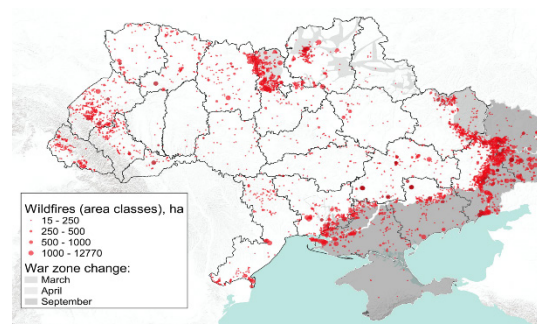 Wildfires (area classes), ha
15 - 250
250 - 500
500 - 1000
1000 - 12770
War zone change:
March
April
September